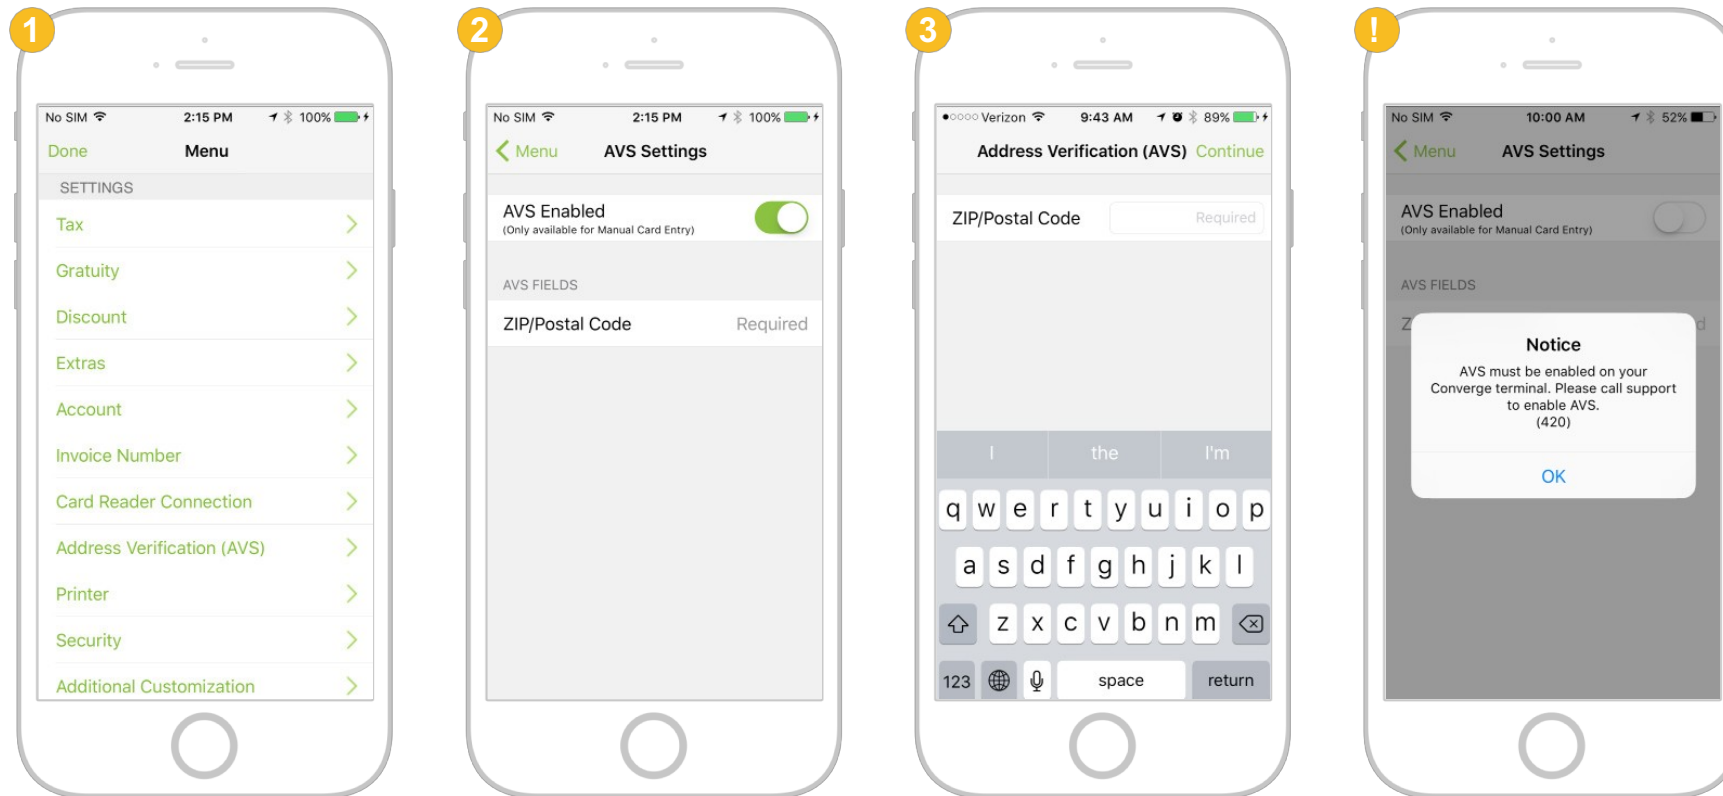 1
No SIM 2:15 PM 100%
Done Menu
SETTINGS
Tax
Gratuity
Discount
Extras
Account
Invoice Number
Card Reader Connection
Address Verification (AVS)
Printer
Security
Additional Customization
2
No SIM 2:15 PM 100%
Menu AVS Settings
AVS Enabled
(Only available for Manual Card Entry)
AVS FIELDS
ZIP/Postal Code Required
3
Verizon 9:43 AM 89%
Address Verification (AVS) Continue
ZIP/Postal Code Required
I the I'm
q w e r t y u i o p
a s d f g h j k l
z x c v b n m
123 space return
!
No SIM 10:00 AM 52%
Menu AVS Settings
AVS Enabled
(Only available for Manual Card Entry)
AVS FIELDS
Notice
AVS must be enabled on your
Converge terminal. Please call support
to enable AVS.
(420)
OK